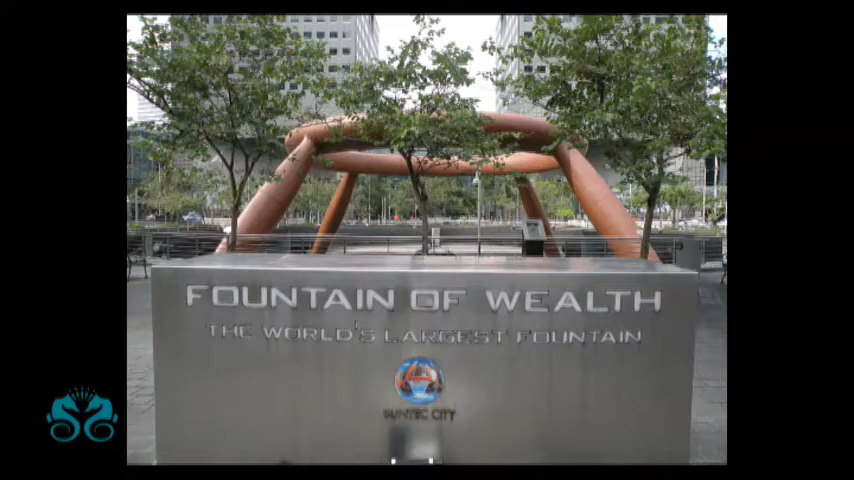 FOUNTAIN OF WEALTH
THE WORLD'S LARGEST FOUNTAIN
SUNTEC CITY